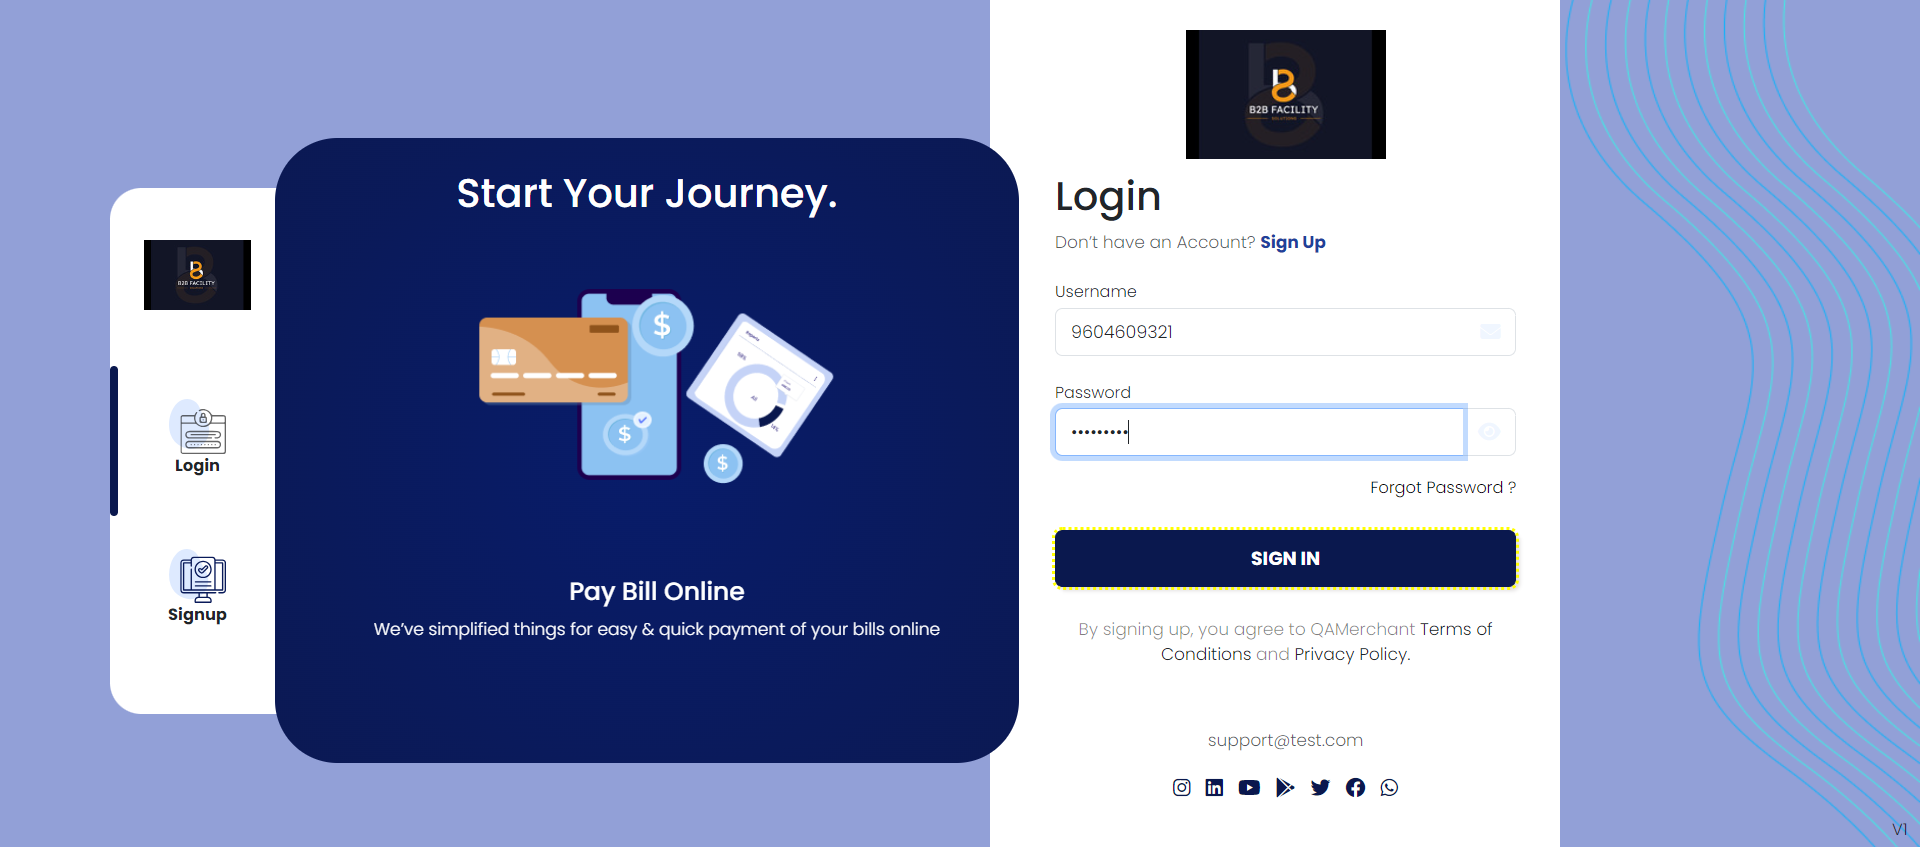 B2B FACILITY
Login
Signup
Start Your Journey.
$
$
$
Pay Bill Online
We've simplified things for easy & quick payment of your bills online
B2B FACILITY
SOLUTIONS
Login
Don't have an Account? Sign Up
Username
9604609321
Password
•••••••••
Forgot Password ?
SIGN IN
By signing up, you agree to QAMerchant Terms of
Conditions and Privacy Policy.
support@test.com
V1